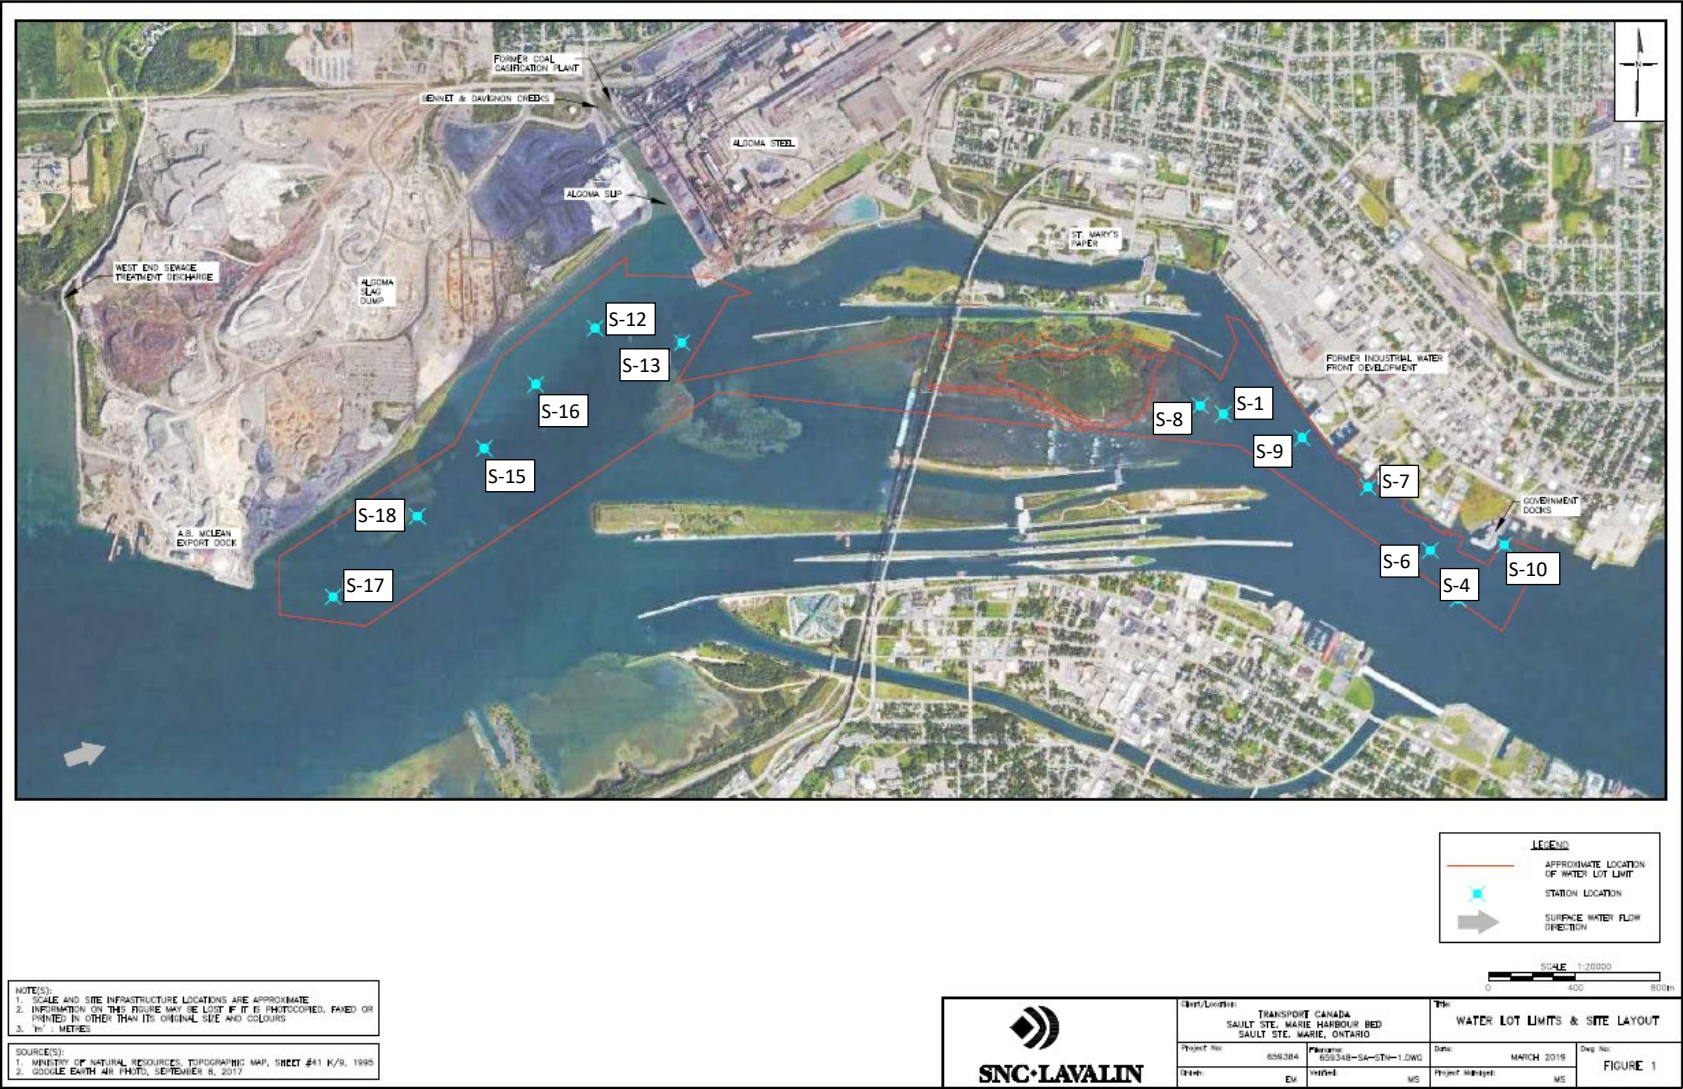 FORMER COAL
GASIFICATION PLANT
BENNET & DAVIGNON CREEKS
ALGOMA STEEL
ALGOMA SLIP
ST. MARY'S
PAPER
WEST END SEWAGE
TREATMENT DISCHARGE
ALGOMA
SLAG
DUMP
N
S-12
S-13
S-16
S-15
S-18
S-17
A.B. MCLEAN
EXPORT DOCK
FORMER INDUSTRIAL WATER
FRONT DEVELOPMENT
S-8
S-1
S-9
S-7
GOVERNMENT
DOCKS
S-6
S-4
S-10
LEGEND
APPROXIMATE LOCATION
OF WATER LOT LIMIT
STATION LOCATION
SURFACE WATER FLOW
DIRECTION
SCALE 1:20000
0 400 800m
NOTE(S):
1. SCALE AND SITE INFRASTRUCTURE LOCATIONS ARE APPROXIMATE
2. INFORMATION ON THIS FIGURE MAY BE LOST IF IT IS PHOTOCOPIED, FAXED OR
PRINTED IN OTHER THAN ITS ORIGINAL SIZE AND COLOURS
3. 'm' : METRES
SOURCE(S):
1. MINISTRY OF NATURAL RESOURCES, TOPOGRAPHIC MAP, SHEET #41 K/9, 1995
2. GOOGLE EARTH AIR PHOTO, SEPTEMBER 8, 2017
SNC•LAVALIN
Client/Location:
TRANSPORT CANADA
SAULT STE. MARIE HARBOUR BED
SAULT STE. MARIE, ONTARIO
Project No: 659384
Filename: 659348-SA-STN-1.DWG
Drawn: EM
Verified: MS
Title:
WATER LOT LIMITS & SITE LAYOUT
Date: MARCH 2019
Project Manager: MS
Dwg No:
FIGURE 1